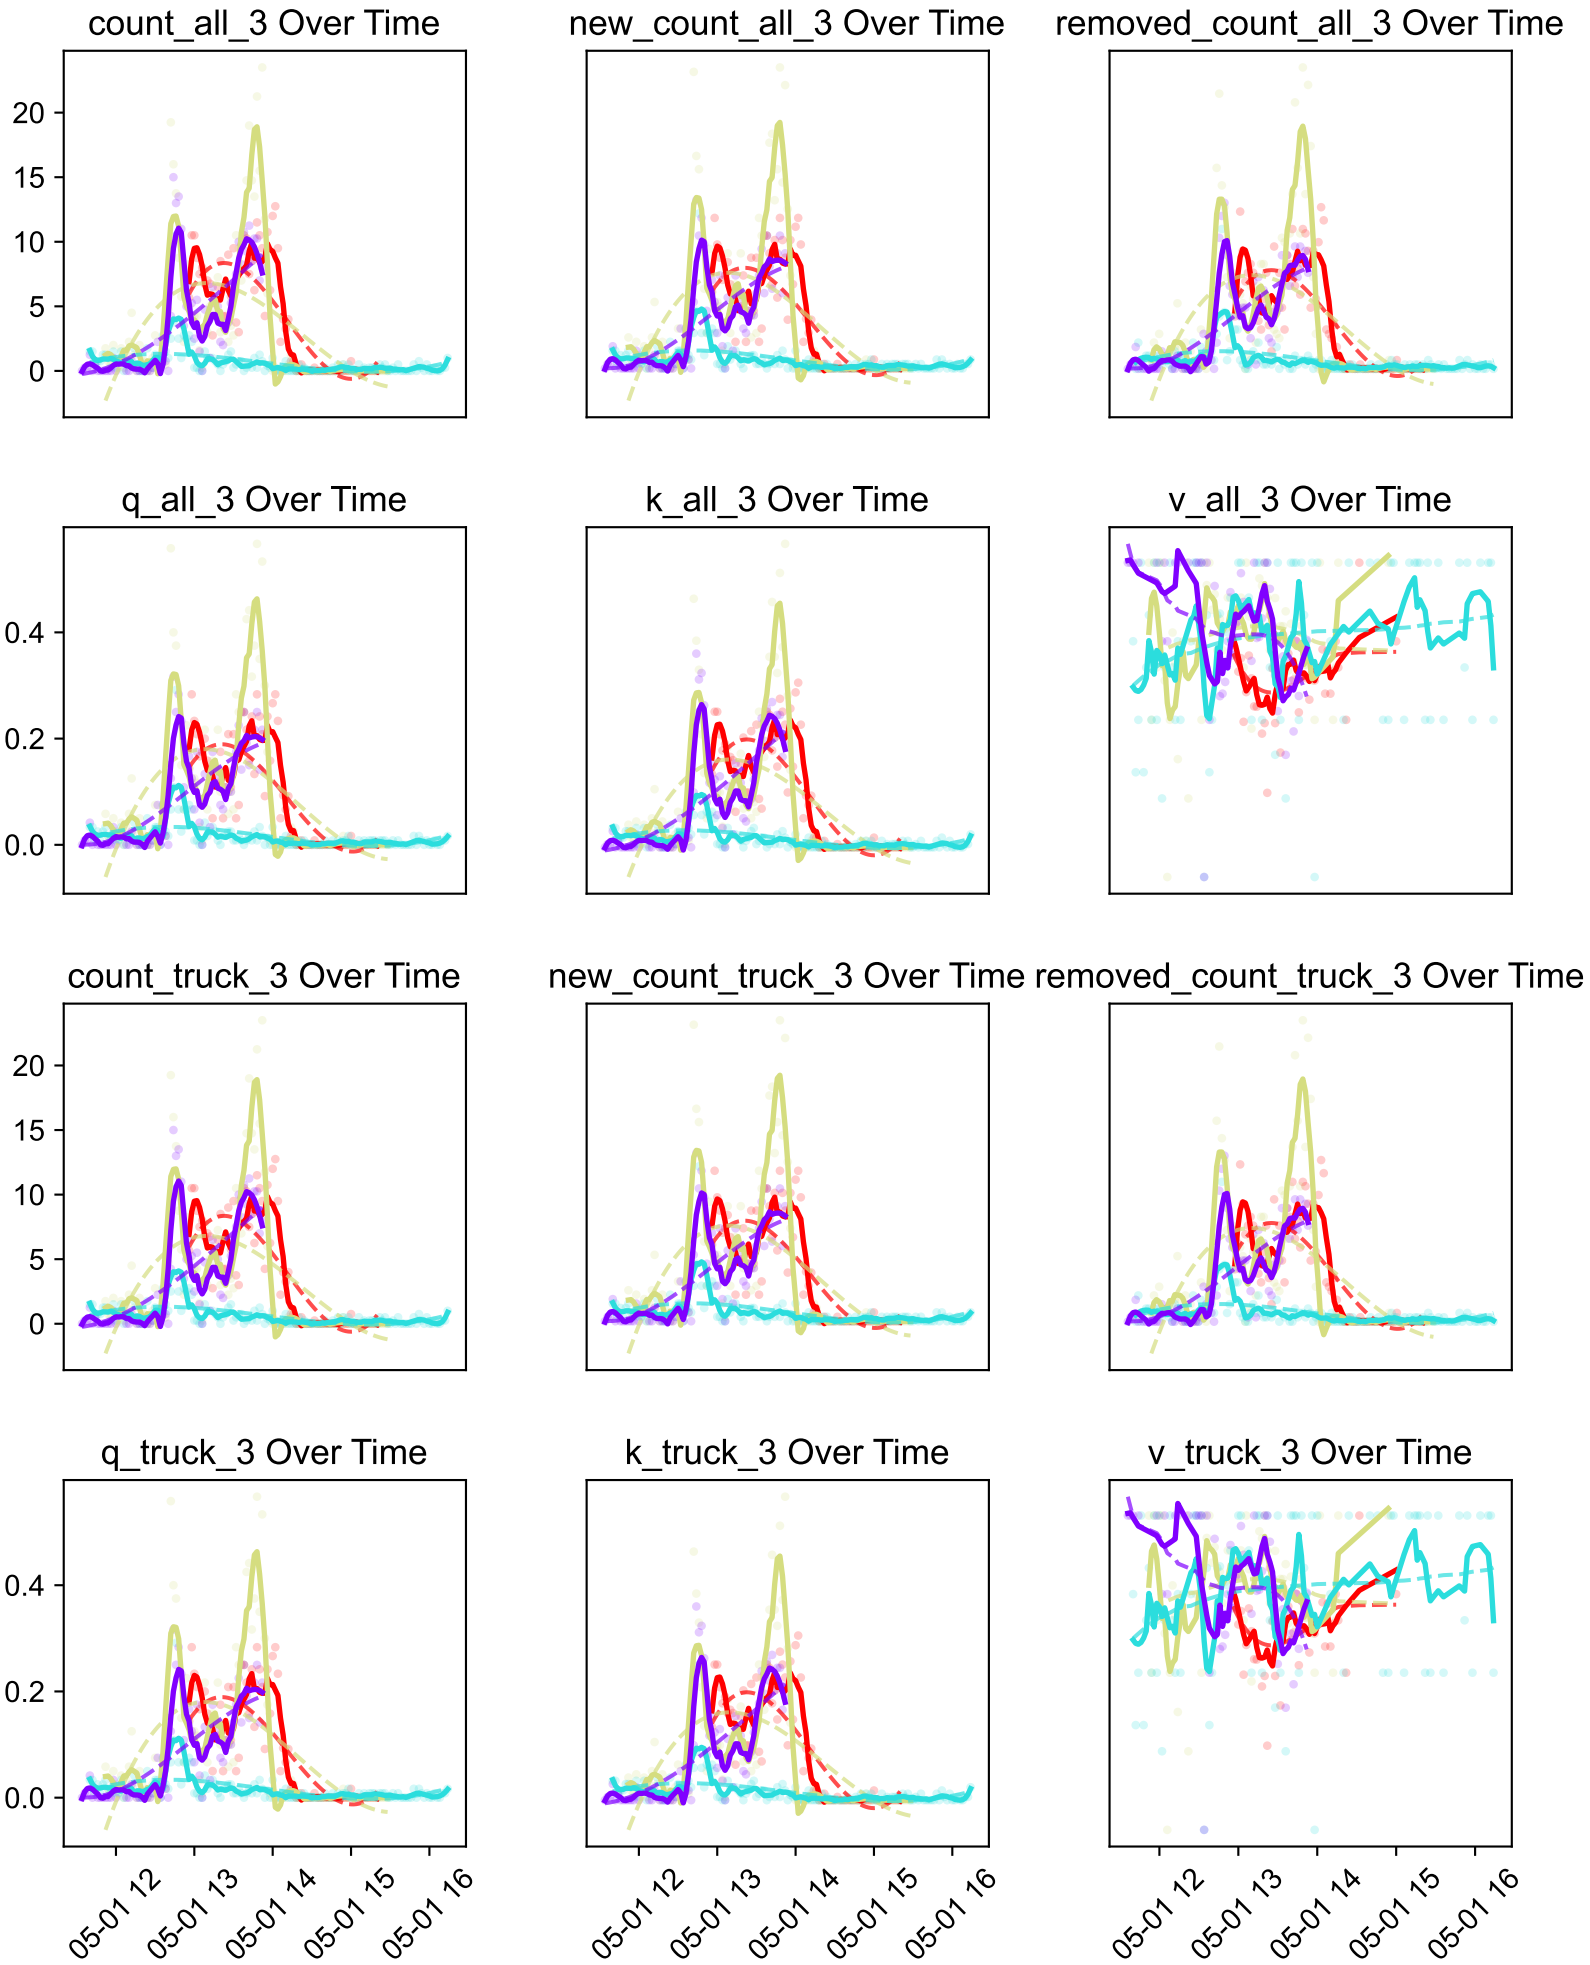 count_all_3 Over Time
new_count_all_3 Over Time
removed_count_all_3 Over Time
20
15
10
5
0
q_all_3 Over Time
k_all_3 Over Time
v_all_3 Over Time
0.4
0.2
0.0
count_truck_3 Over Time
new_count_truck_3 Over Time
removed_count_truck_3 Over Time
20
15
10
5
0
q_truck_3 Over Time
k_truck_3 Over Time
v_truck_3 Over Time
0.4
0.2
0.0
05-01 12
05-01 13
05-01 14
05-01 15
05-01 16
05-01 12
05-01 13
05-01 14
05-01 15
05-01 16
05-01 12
05-01 13
05-01 14
05-01 15
05-01 16